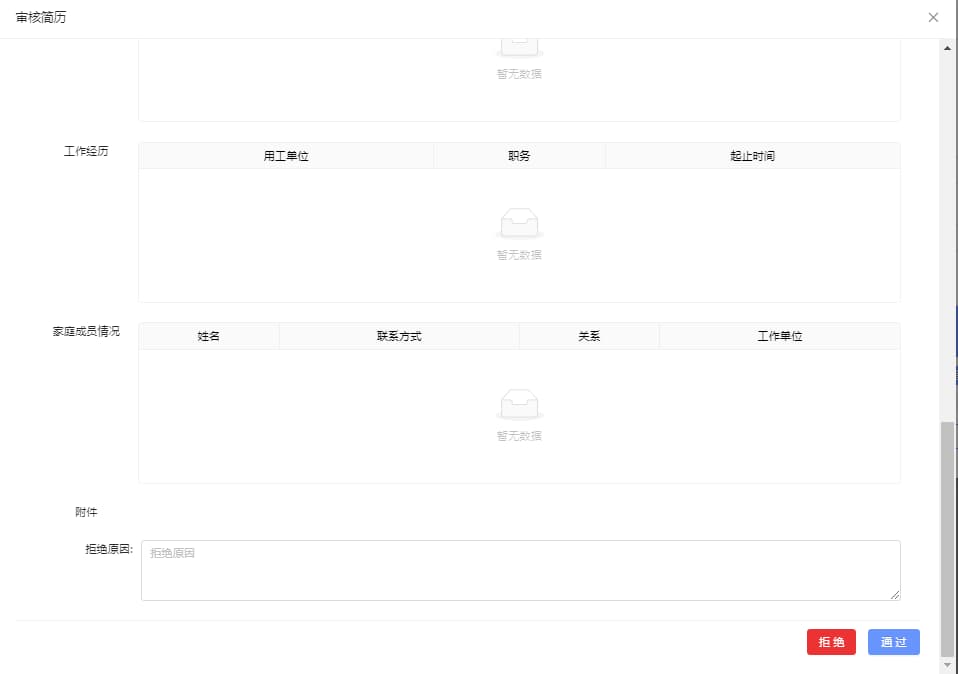 审核简历
暂无数据
工作经历
用工单位 职务 起止时间
暂无数据
家庭成员情况
姓名 联系方式 关系 工作单位
暂无数据
附件
拒绝原因: 拒绝原因
拒绝 通过